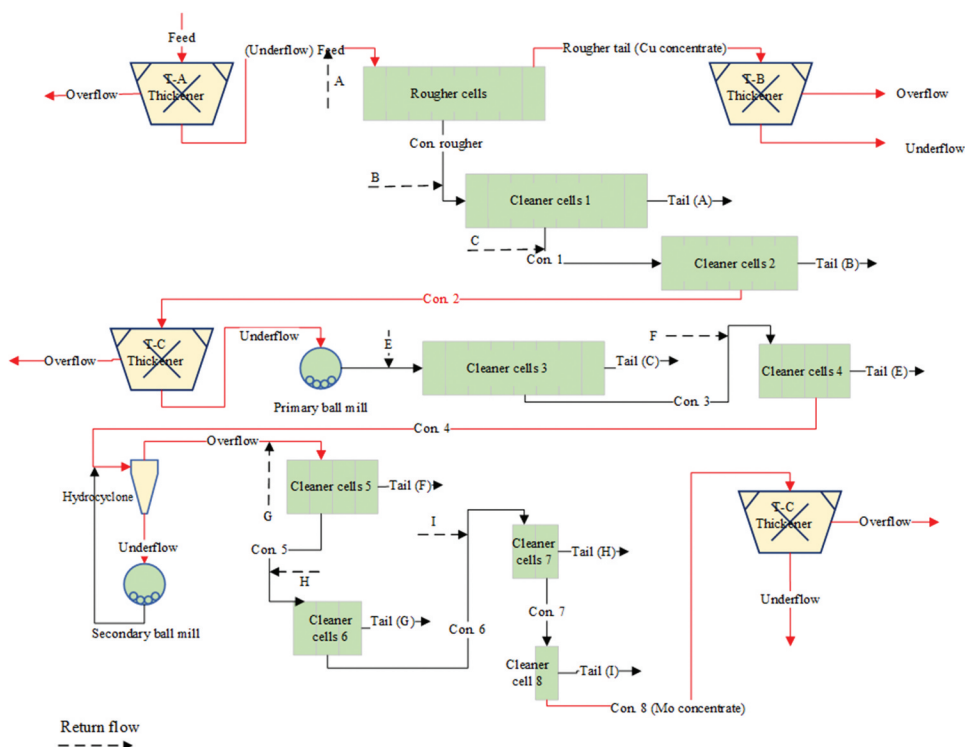 Feed
(Underflow) Feed
Rougher tail (Cu concentrate)
T-A
Thickener
Overflow
A
Rougher cells
T-B
Thickener
Overflow
Underflow
Con. rougher
B
Cleaner cells 1
Tail (A)
C
Con. 1
Cleaner cells 2
Tail (B)
Con. 2
T-C
Thickener
Overflow
Underflow
Primary ball mill
E
Cleaner cells 3
Tail (C)
F
Con. 3
Cleaner cells 4
Tail (E)
Con. 4
Overflow
Hydrocyclone
G
Cleaner cells 5
Tail (F)
Underflow
Secondary ball mill
Con. 5
H
Cleaner
cells 6
Tail (G)
Con. 6
I
Cleaner
cells 7
Tail (H)
Con. 7
Cleaner
cell 8
Tail (I)
Con. 8 (Mo concentrate)
T-C
Thickener
Overflow
Underflow
Return flow